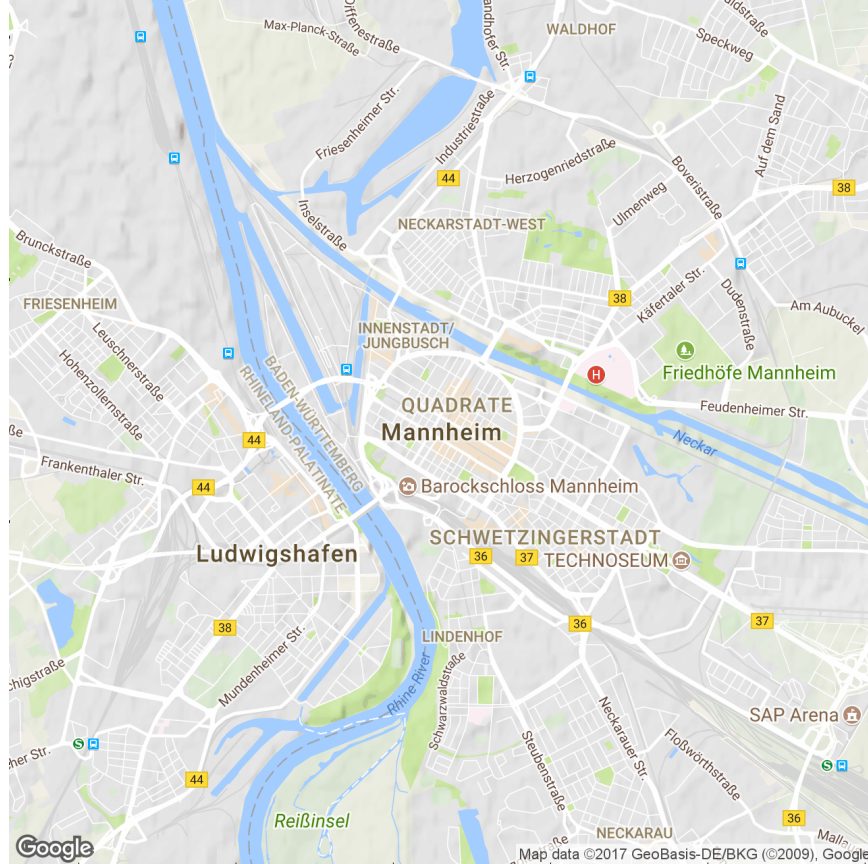 Offenestraße
Max-Planck-Straße
WALDHOF
Speckweg
Friesenheimer Str.
Industriestraße
Herzogenriedstraße
Auf dem Sand
Boveristraße
44
38
Ulmenweg
Inselstraße
NECKARSTADT-WEST
Brunckstraße
Käfertaler Str.
Dudenstraße
FRIESENHEIM
38
Am Aubuckel
Leuschnerstraße
INNENSTADT/
JUNGBUSCH
Hohenzollernstraße
H
Friedhöfe Mannheim
BADEN-WÜRTTEMBERG
RHINELAND-PALATINATE
QUADRATE
Mannheim
Feudenheimer Str.
44
Neckar
Frankenthaler Str.
44
Barockschloss Mannheim
SCHWETZINGERSTADT
Ludwigshafen
36
37
TECHNOSEUM
38
36
37
LINDENHOF
Mundenheimer Str.
Rhine River
Schwarzwaldstraße
Neckarauer Str.
SAP Arena
Steubenstraße
Floßwörthstraße
S
S
44
Reißinsel
36
NECKARAU
Google
Map data ©2017 GeoBasis-DE/BKG (©2009), Google